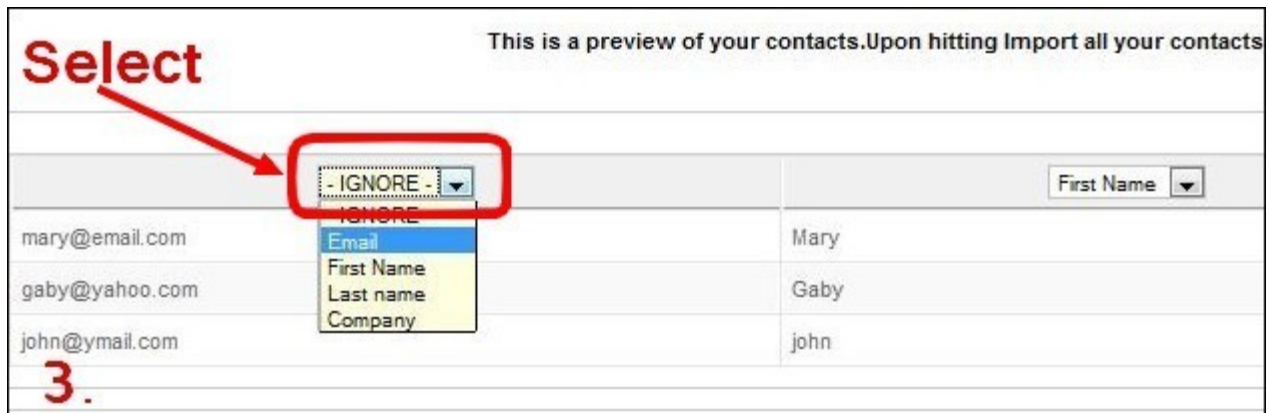 This is a preview of your contacts.Upon hitting Import all your contacts
Select
- IGNORE -
First Name
- IGNORE -
mary@email.com
Email
Mary
First Name
gaby@yahoo.com
Last name
Gaby
Company
john@ymail.com
john
3.